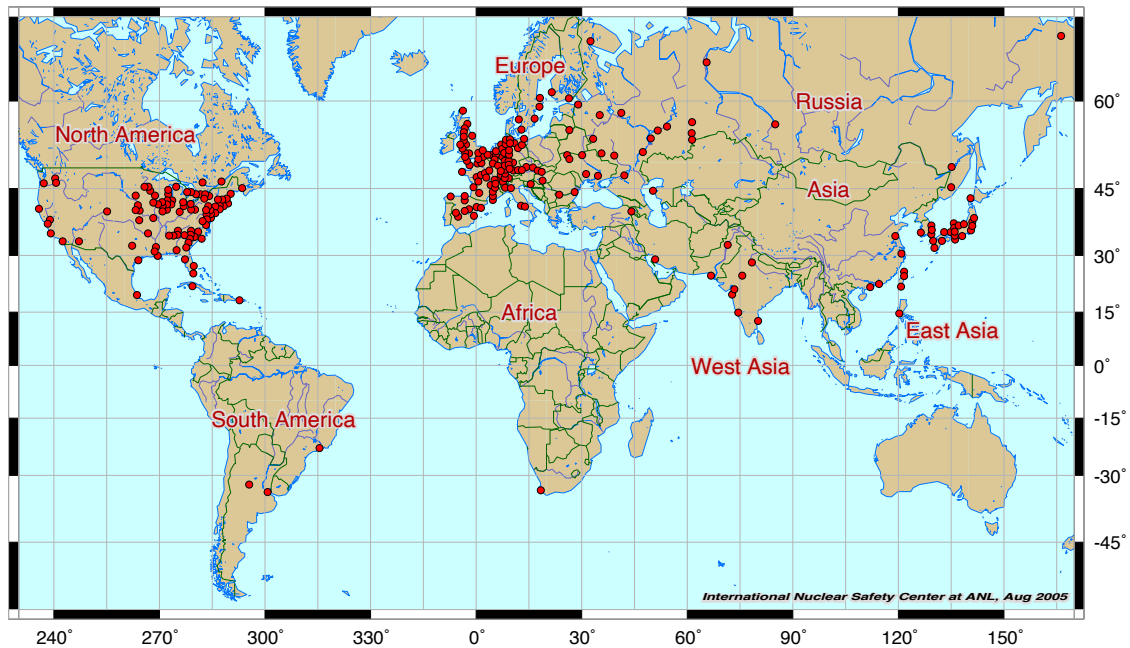 Europe
Russia
60˚
North America
Asia
45˚
30˚
Africa
15˚
East Asia
West Asia
0˚
South America
-15˚
-30˚
-45˚
International Nuclear Safety Center at ANL, Aug 2005
240˚ 270˚ 300˚ 330˚ 0˚ 30˚ 60˚ 90˚ 120˚ 150˚